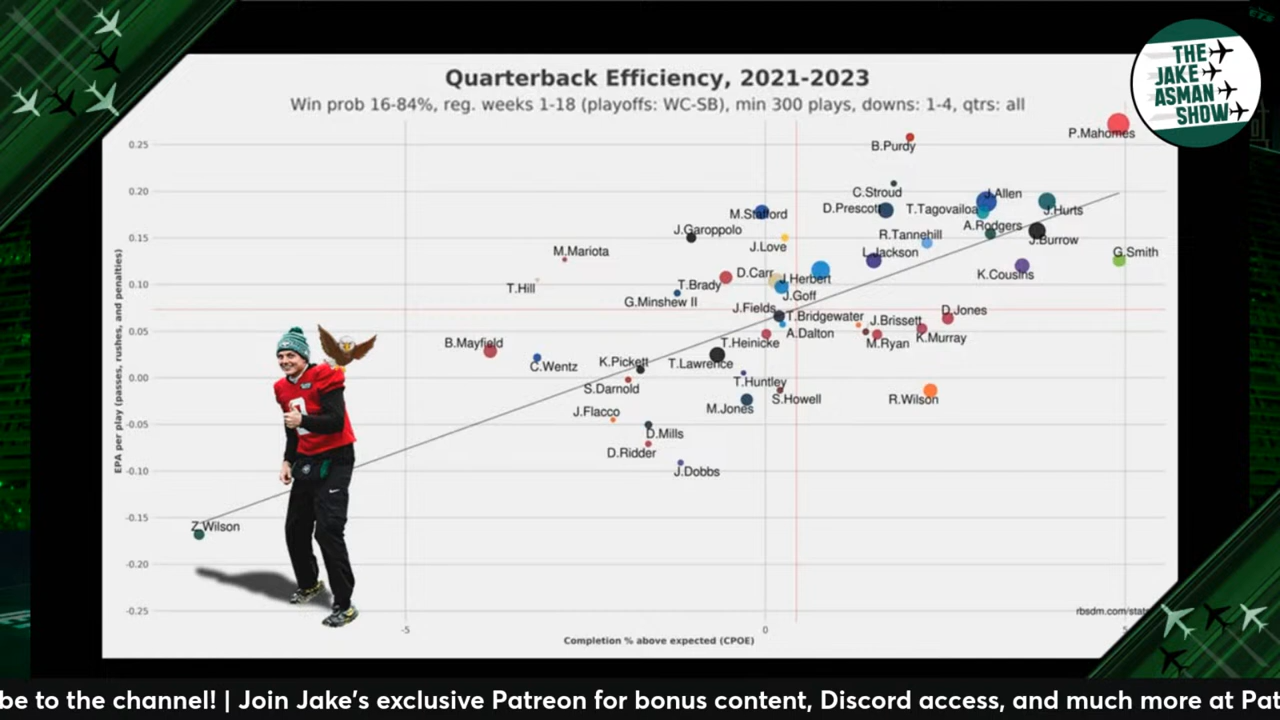 THE
JAKE
ASMAN
SHOW
Quarterback Efficiency, 2021-2023
Win prob 16-84%, reg. weeks 1-18 (playoffs: WC-SB), min 300 plays, downs: 1-4, qtrs: all
EPA per play (passes, rushes, and penalties)
0.25
0.20
0.15
0.10
0.05
0.00
-0.05
-0.10
-0.15
-0.20
-0.25
P.Mahomes
B.Purdy
C.Stroud
J.Allen
D.Prescott
T.Tagovailoa
J.Hurts
M.Stafford
J.Garoppolo
A.Rodgers
R.Tannehill
J.Burrow
J.Love
M.Mariota
L.Jackson
G.Smith
D.Carr
J.Herbert
K.Cousins
T.Hill
T.Brady
J.Goff
G.Minshew II
J.Fields
T.Bridgewater
D.Jones
J.Brissett
A.Dalton
K.Murray
B.Mayfield
T.Heinicke
M.Ryan
C.Wentz
K.Pickett
T.Lawrence
T.Huntley
S.Darnold
M.Jones
S.Howell
R.Wilson
J.Flacco
D.Mills
D.Ridder
J.Dobbs
Z.Wilson
rbsdm.com/stats
-5
0
5
Completion % above expected (CPOE)
be to the channel! | Join Jake's exclusive Patreon for bonus content, Discord access, and much more at Pat